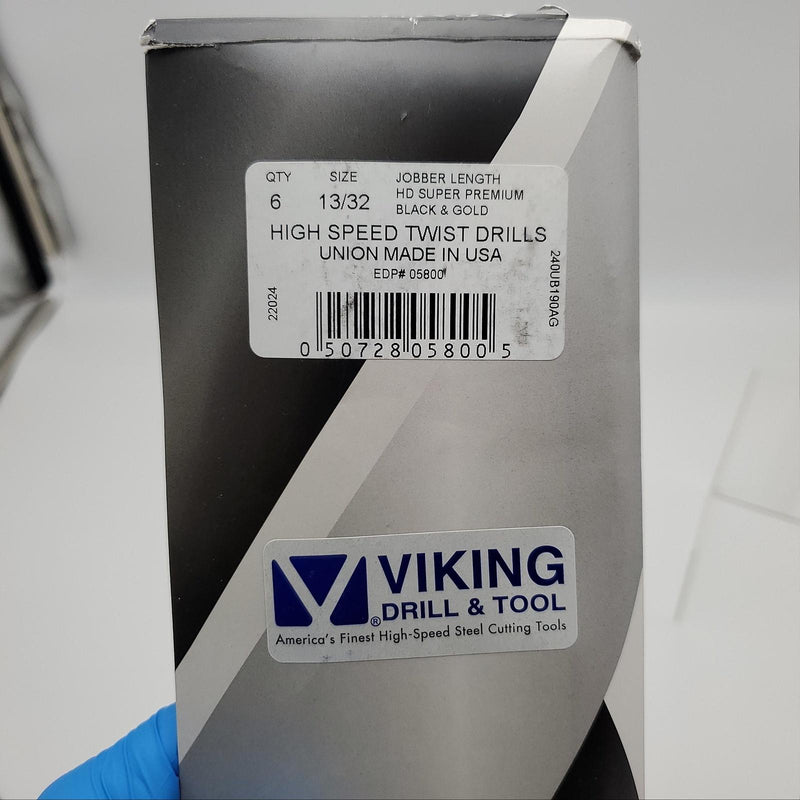 QTY SIZE JOBBER LENGTH
6 13/32 HD SUPER PREMIUM
BLACK & GOLD
HIGH SPEED TWIST DRILLS
UNION MADE IN USA
EDP# 05800
22024
240UB190AG
0 50728 05800 5
VIKING
DRILL & TOOL
®
America's Finest High-Speed Steel Cutting Tools